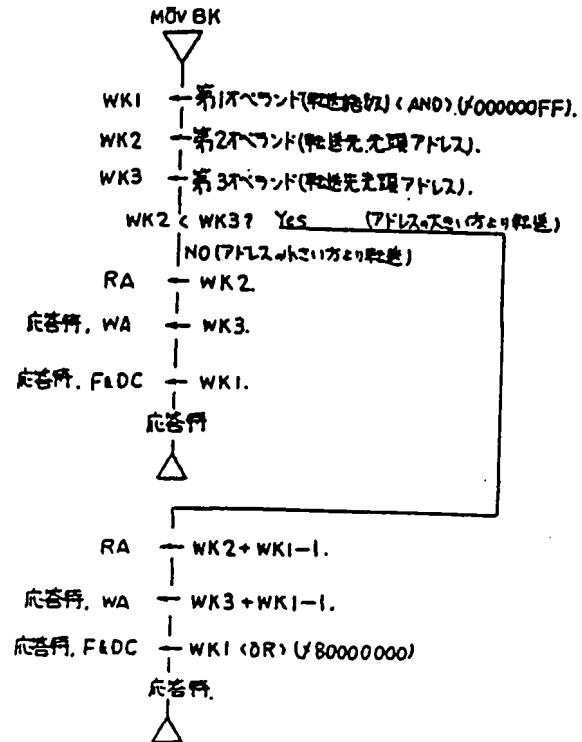 MOV BK
WK1 ← 第1オペランド(転送語数) (AND) (X'000000FF).
WK2 ← 第2オペランド(転送先.先頭アドレス).
WK3 ← 第3オペランド(転送先先頭アドレス).
WK2 < WK3? Yes (アドレスの大きい方より転送)
NO (アドレスの小さい方より転送)
RA ← WK2.
応答待, WA ← WK3.
応答待, F&DC ← WK1.
応答待
RA ← WK2+WK1-1.
応答待, WA ← WK3+WK1-1.
応答待, F&DC ← WK1 (OR) (X'80000000)
応答待.